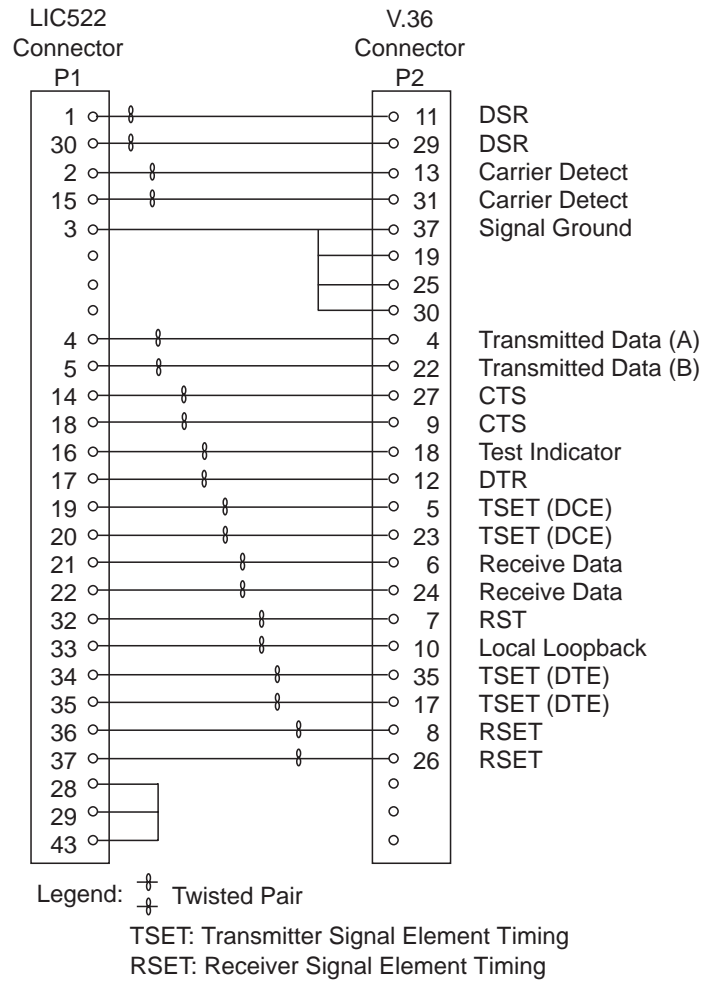 LIC522 V.36
Connector Connector
P1 P2
1 11 DSR
30 29 DSR
2 13 Carrier Detect
15 31 Carrier Detect
3 37 Signal Ground
19
25
30
4 4 Transmitted Data (A)
5 22 Transmitted Data (B)
14 27 CTS
18 9 CTS
16 18 Test Indicator
17 12 DTR
19 5 TSET (DCE)
20 23 TSET (DCE)
21 6 Receive Data
22 24 Receive Data
32 7 RST
33 10 Local Loopback
34 35 TSET (DTE)
35 17 TSET (DTE)
36 8 RSET
37 26 RSET
28
29
43
Legend: Twisted Pair
TSET: Transmitter Signal Element Timing
RSET: Receiver Signal Element Timing